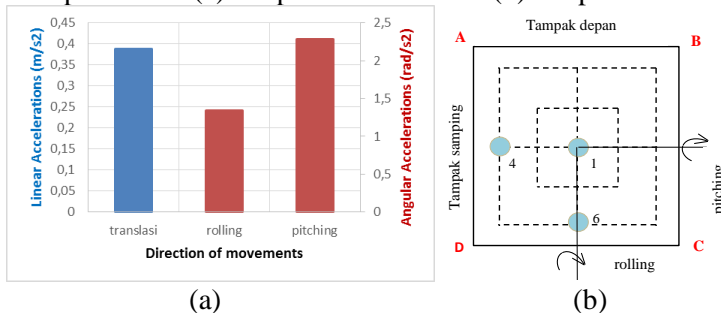 0,45
0,4
0,35
0,3
0,25
0,2
0,15
0,1
0,05
0
Linear Accelerations (m/s2)
2,5
2
1,5
1
0,5
0
Angular Accelerations (rad/s2)
translasi
rolling
pitching
Direction of movements
(a)
Tampak depan
A
B
Tampak samping
4
1
6
pitching
D
C
rolling
(b)